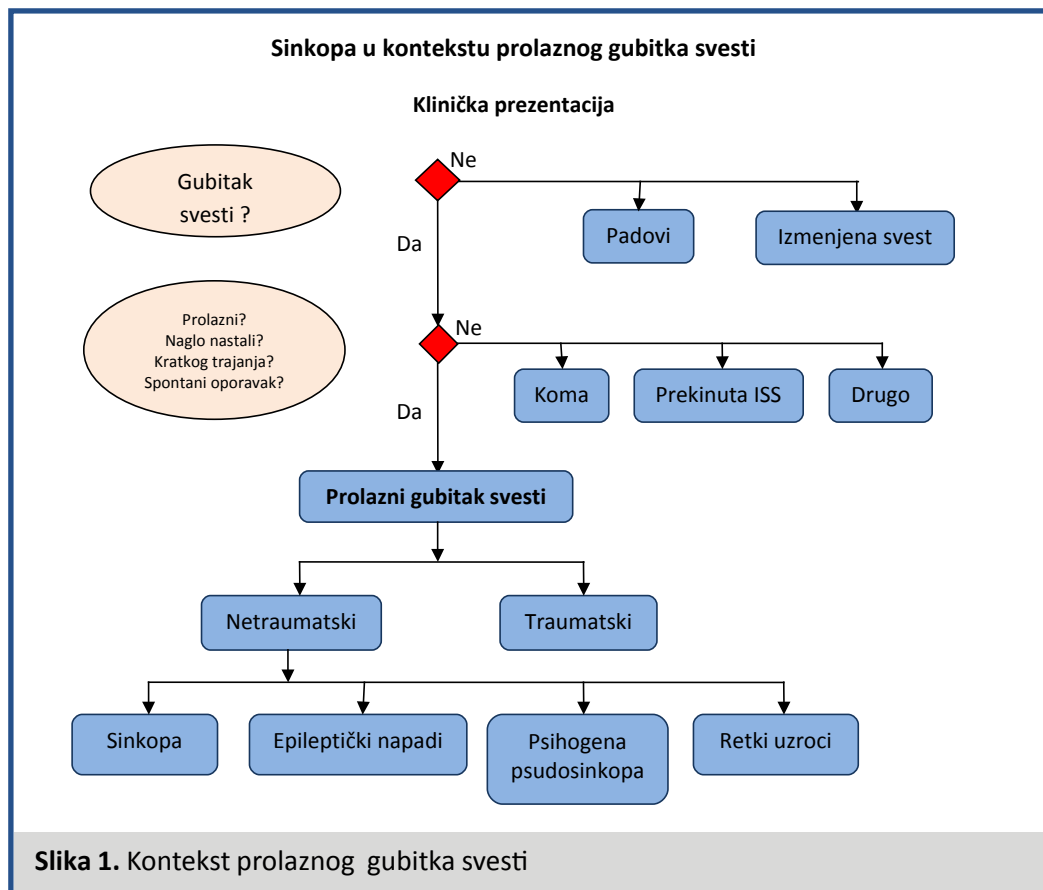 Sinkopa u kontekstu prolaznog gubitka svesti
Klinička prezentacija
Gubitak
svesti ?
Ne
Padovi
Izmenjena svest
Da
Prolazni?
Naglo nastali?
Kratkog trajanja?
Spontani oporavak?
Ne
Koma
Prekinuta ISS
Drugo
Da
Prolazni gubitak svesti
Netraumatski
Traumatski
Sinkopa
Epileptički napadi
Psihogena
psudosinkopa
Retki uzroci
Slika 1. Kontekst prolaznog gubitka svesti